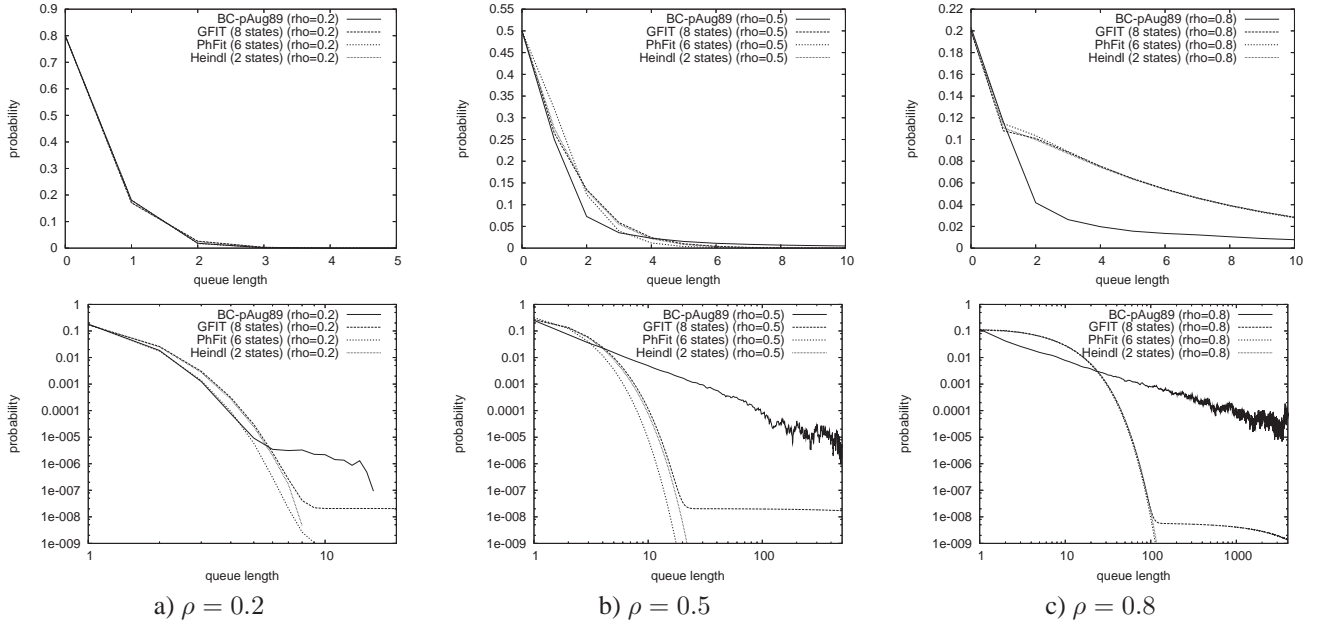 BC-pAug89 (rho=0.2)
GFIT (8 states) (rho=0.2)
PhFit (6 states) (rho=0.2)
Heindl (2 states) (rho=0.2)
0.9
0.8
0.7
0.6
0.5
0.4
0.3
0.2
0.1
0
probability
0 1 2 3 4 5
queue length
BC-pAug89 (rho=0.5)
GFIT (8 states) (rho=0.5)
PhFit (6 states) (rho=0.5)
Heindl (2 states) (rho=0.5)
0.55
0.5
0.45
0.4
0.35
0.3
0.25
0.2
0.15
0.1
0.05
0
probability
0 2 4 6 8 10
queue length
BC-pAug89 (rho=0.8)
GFIT (8 states) (rho=0.8)
PhFit (6 states) (rho=0.8)
Heindl (2 states) (rho=0.8)
0.22
0.2
0.18
0.16
0.14
0.12
0.1
0.08
0.06
0.04
0.02
0
probability
0 2 4 6 8 10
queue length
BC-pAug89 (rho=0.2)
GFIT (8 states) (rho=0.2)
PhFit (6 states) (rho=0.2)
Heindl (2 states) (rho=0.2)
1
0.1
0.01
0.001
0.0001
1e-005
1e-006
1e-007
1e-008
1e-009
probability
1 10
queue length
a) ρ = 0.2
BC-pAug89 (rho=0.5)
GFIT (8 states) (rho=0.5)
PhFit (6 states) (rho=0.5)
Heindl (2 states) (rho=0.5)
1
0.1
0.01
0.001
0.0001
1e-005
1e-006
1e-007
1e-008
1e-009
probability
1 10 100
queue length
b) ρ = 0.5
BC-pAug89 (rho=0.8)
GFIT (8 states) (rho=0.8)
PhFit (6 states) (rho=0.8)
Heindl (2 states) (rho=0.8)
1
0.1
0.01
0.001
0.0001
1e-005
1e-006
1e-007
1e-008
1e-009
probability
1 10 100 1000
queue length
c) ρ = 0.8